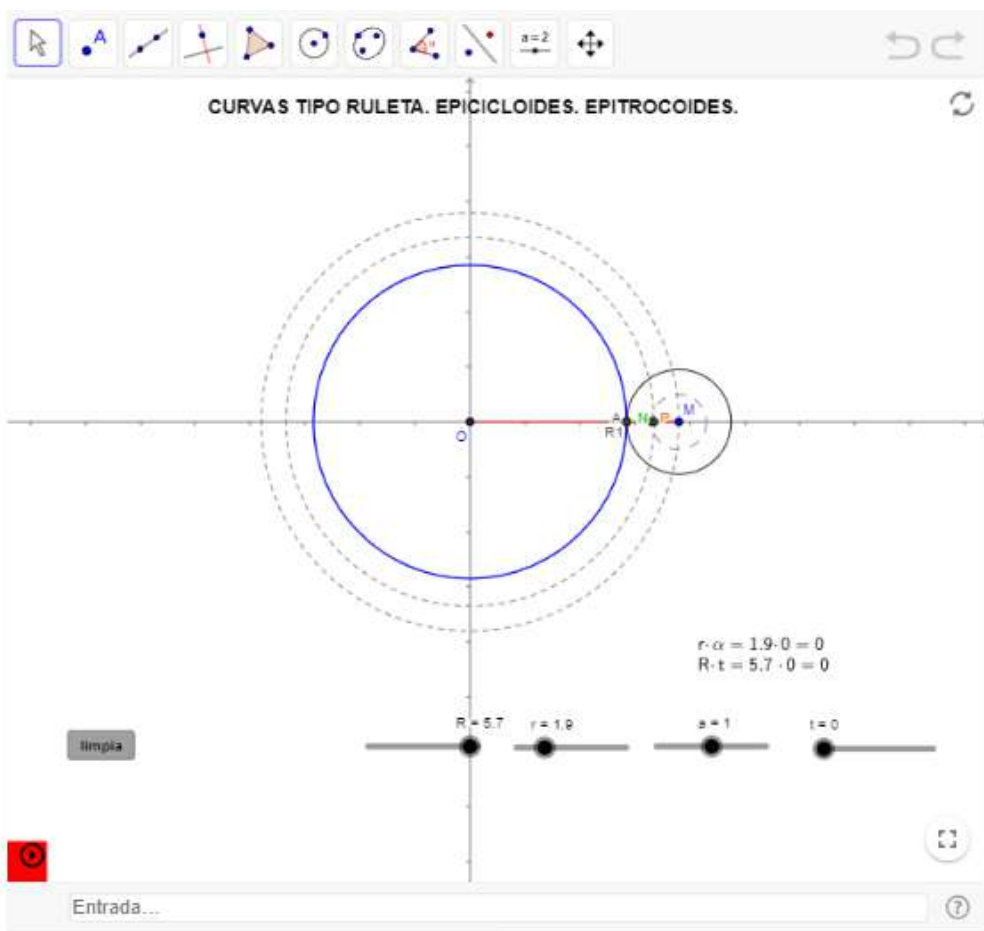 A
a = 2
CURVAS TIPO RULETA. EPICICLOIDES. EPITROCOIDES.
A N P M
R1
O
r· α = 1.9·0 = 0
R·t = 5.7 ·0 = 0
R = 5.7 r = 1.9 a = 1 t = 0
limpia
Entrada...